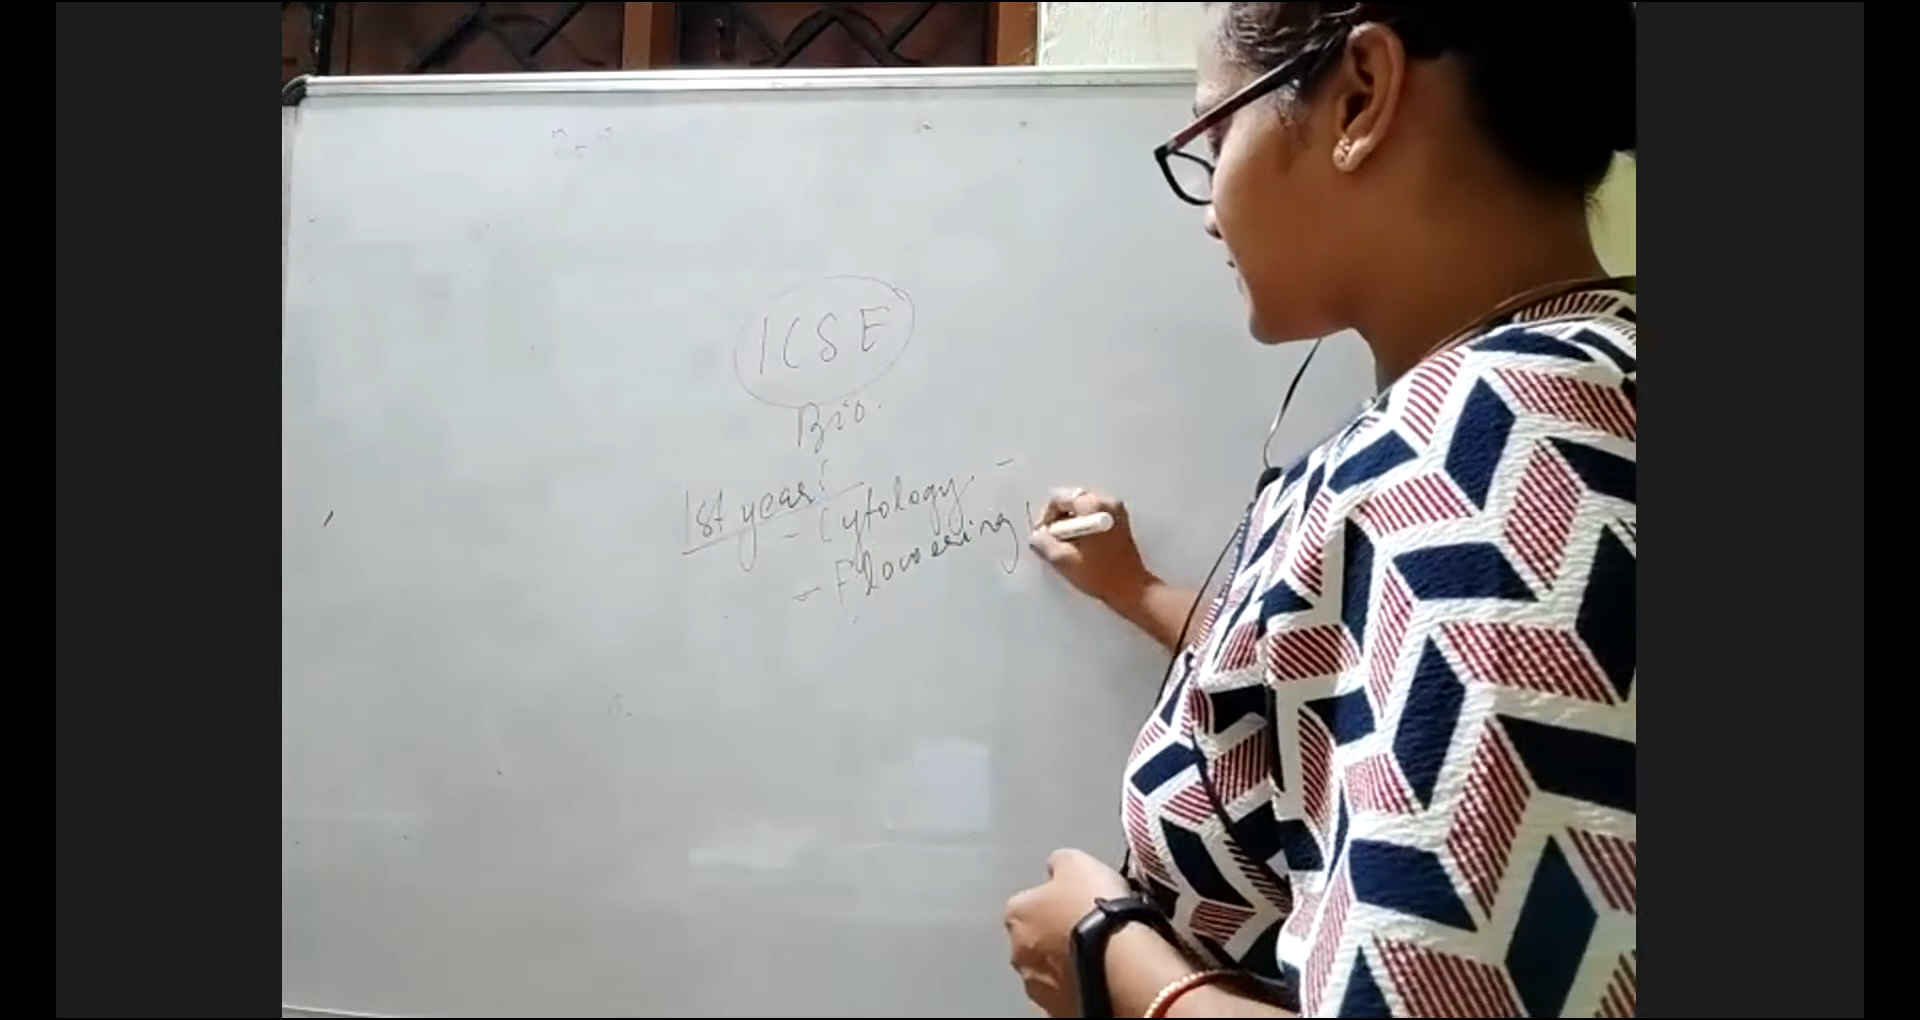 ICSE
Bio.
1st year:
- Cytology. -
- Flowering